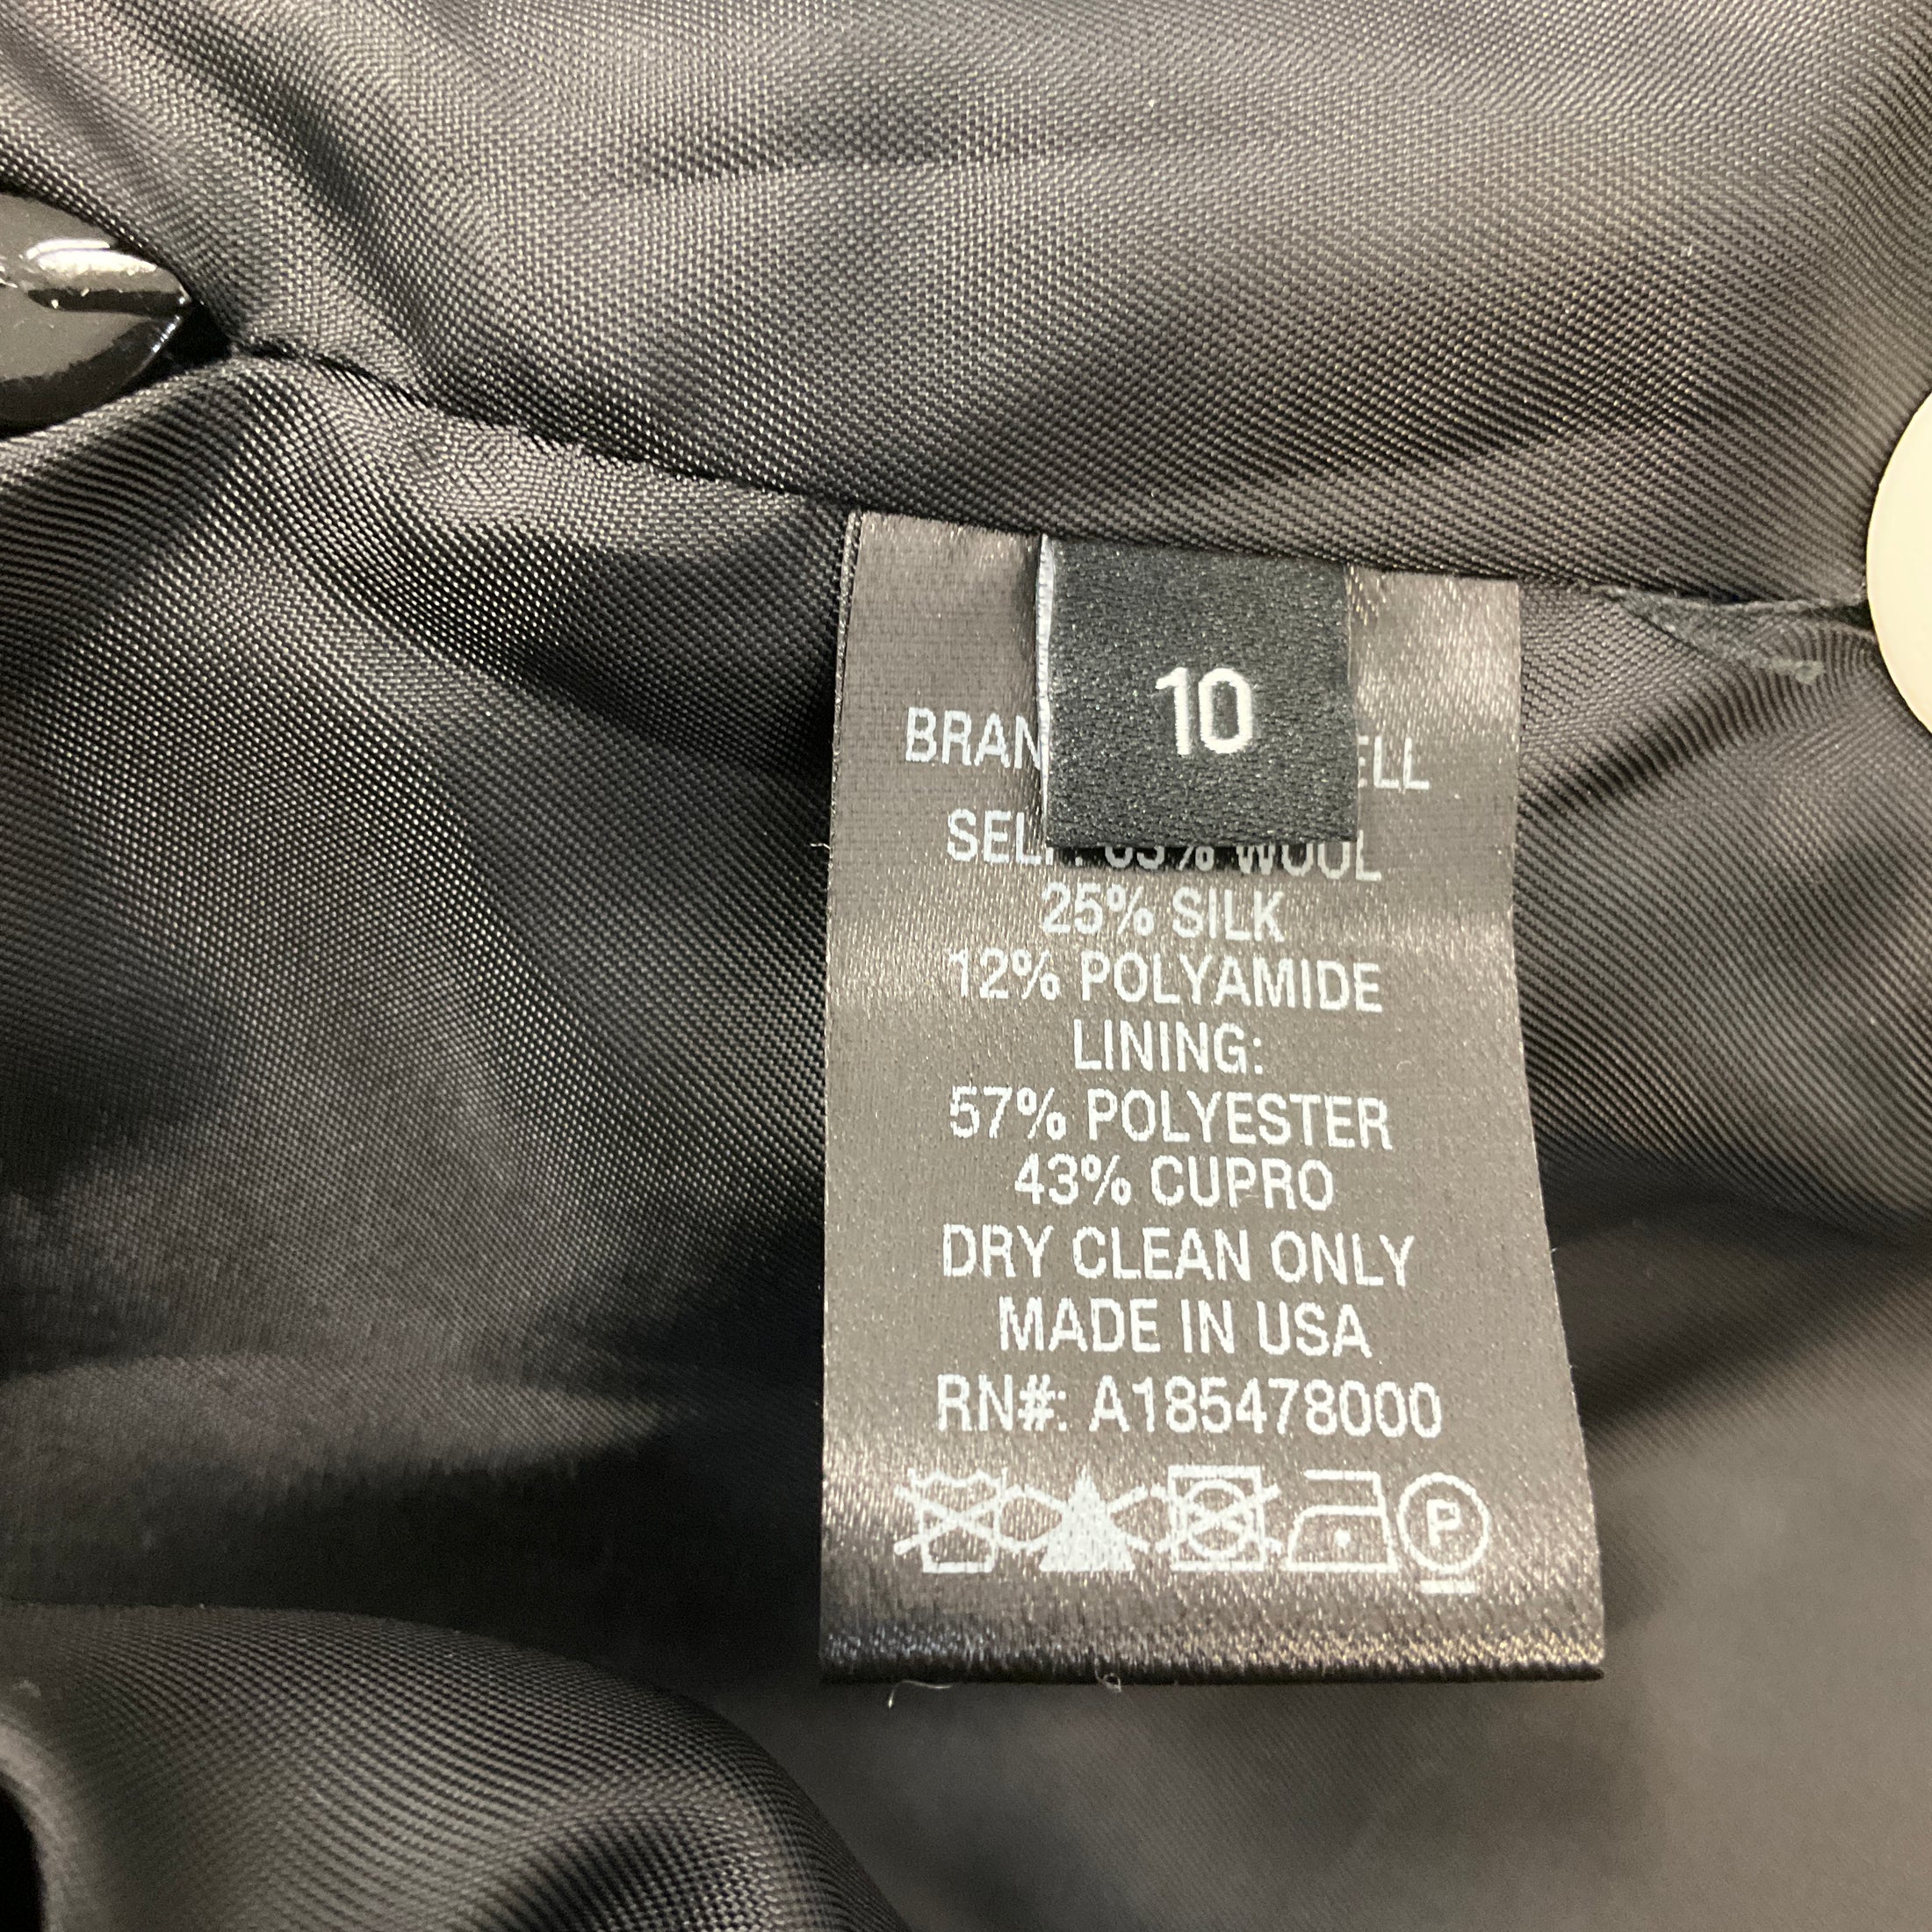 10
25% SILK
12% POLYAMIDE
LINING:
57% POLYESTER
43% CUPRO
DRY CLEAN ONLY
MADE IN USA
RN#: A185478000
P